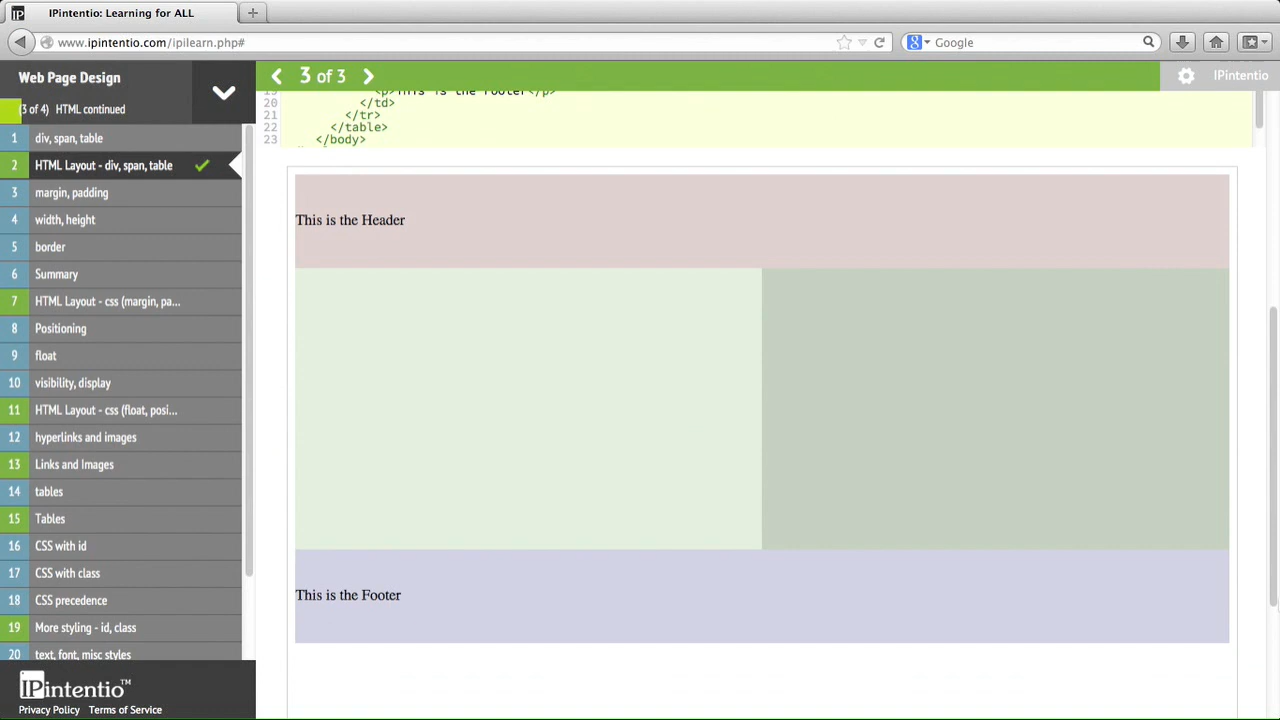 IPintentio: Learning for ALL
www.ipintentio.com/ipilearn.php#
Google
Web Page Design
(3 of 4) HTML continued
3 of 3
IPintentio
1 div, span, table
2 HTML Layout - div, span, table
3 margin, padding
4 width, height
5 border
6 Summary
7 HTML Layout - css (margin, pa...
8 Positioning
9 float
10 visibility, display
11 HTML Layout - css (float, posi...
12 hyperlinks and images
13 Links and Images
14 tables
15 Tables
16 CSS with id
17 CSS with class
18 CSS precedence
19 More styling - id, class
20 text, font, misc styles
IPintentio™
Privacy Policy Terms of Service
19 <p>This is the Footer</p>
20 </td>
21 </tr>
22 </table>
23 </body>
This is the Header
This is the Footer